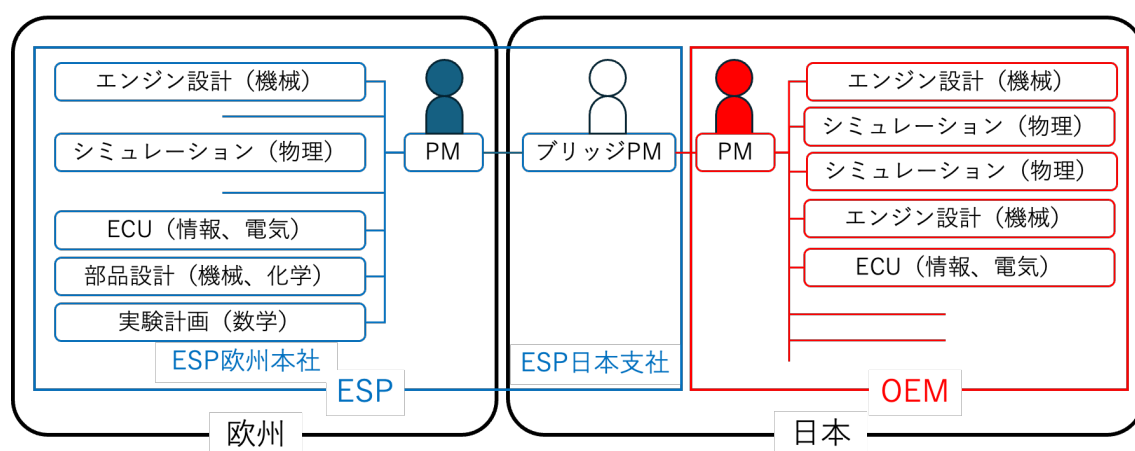 エンジン設計（機械）
シミュレーション（物理）
ECU（情報、電気）
部品設計（機械、化学）
実験計画（数学）
PM
ESP欧州本社
ESP
欧州
ブリッジPM
ESP日本支社
PM
エンジン設計（機械）
シミュレーション（物理）
シミュレーション（物理）
エンジン設計（機械）
ECU（情報、電気）
OEM
日本